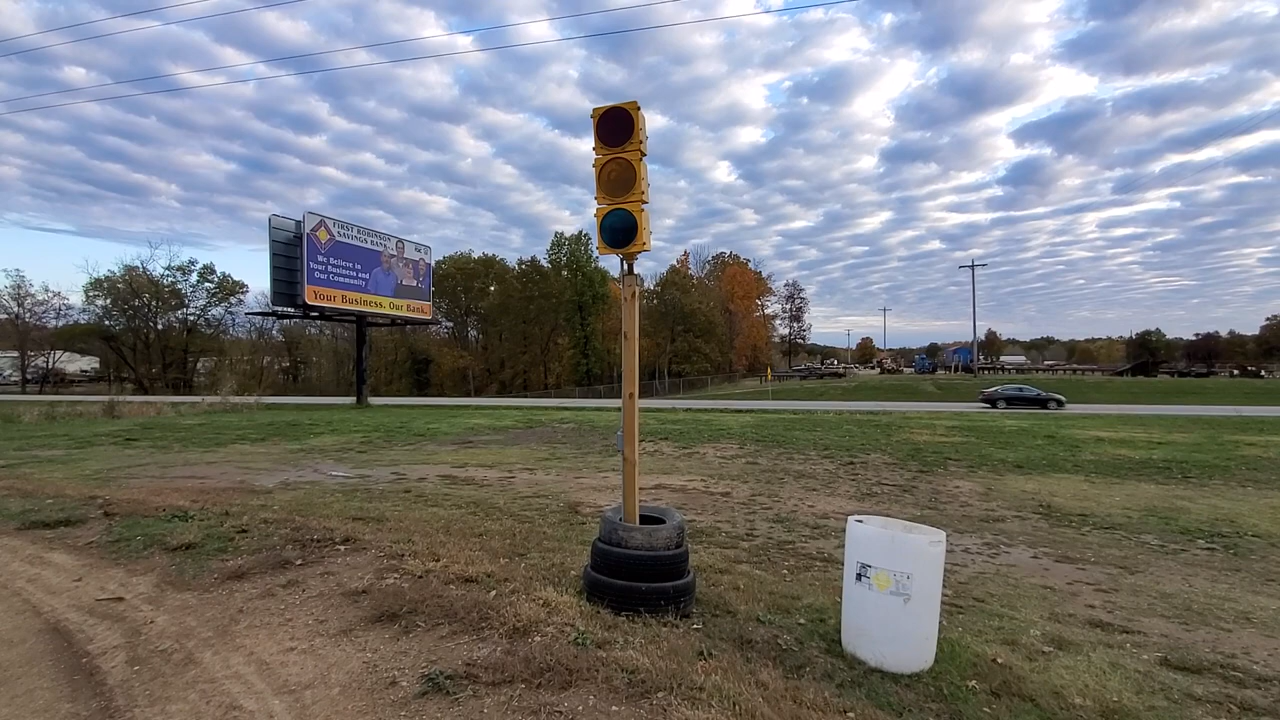 FIRST ROBINSON
SAVINGS BANK
We Believe in
Your Business and
Our Community
Your Business. Our Bank.